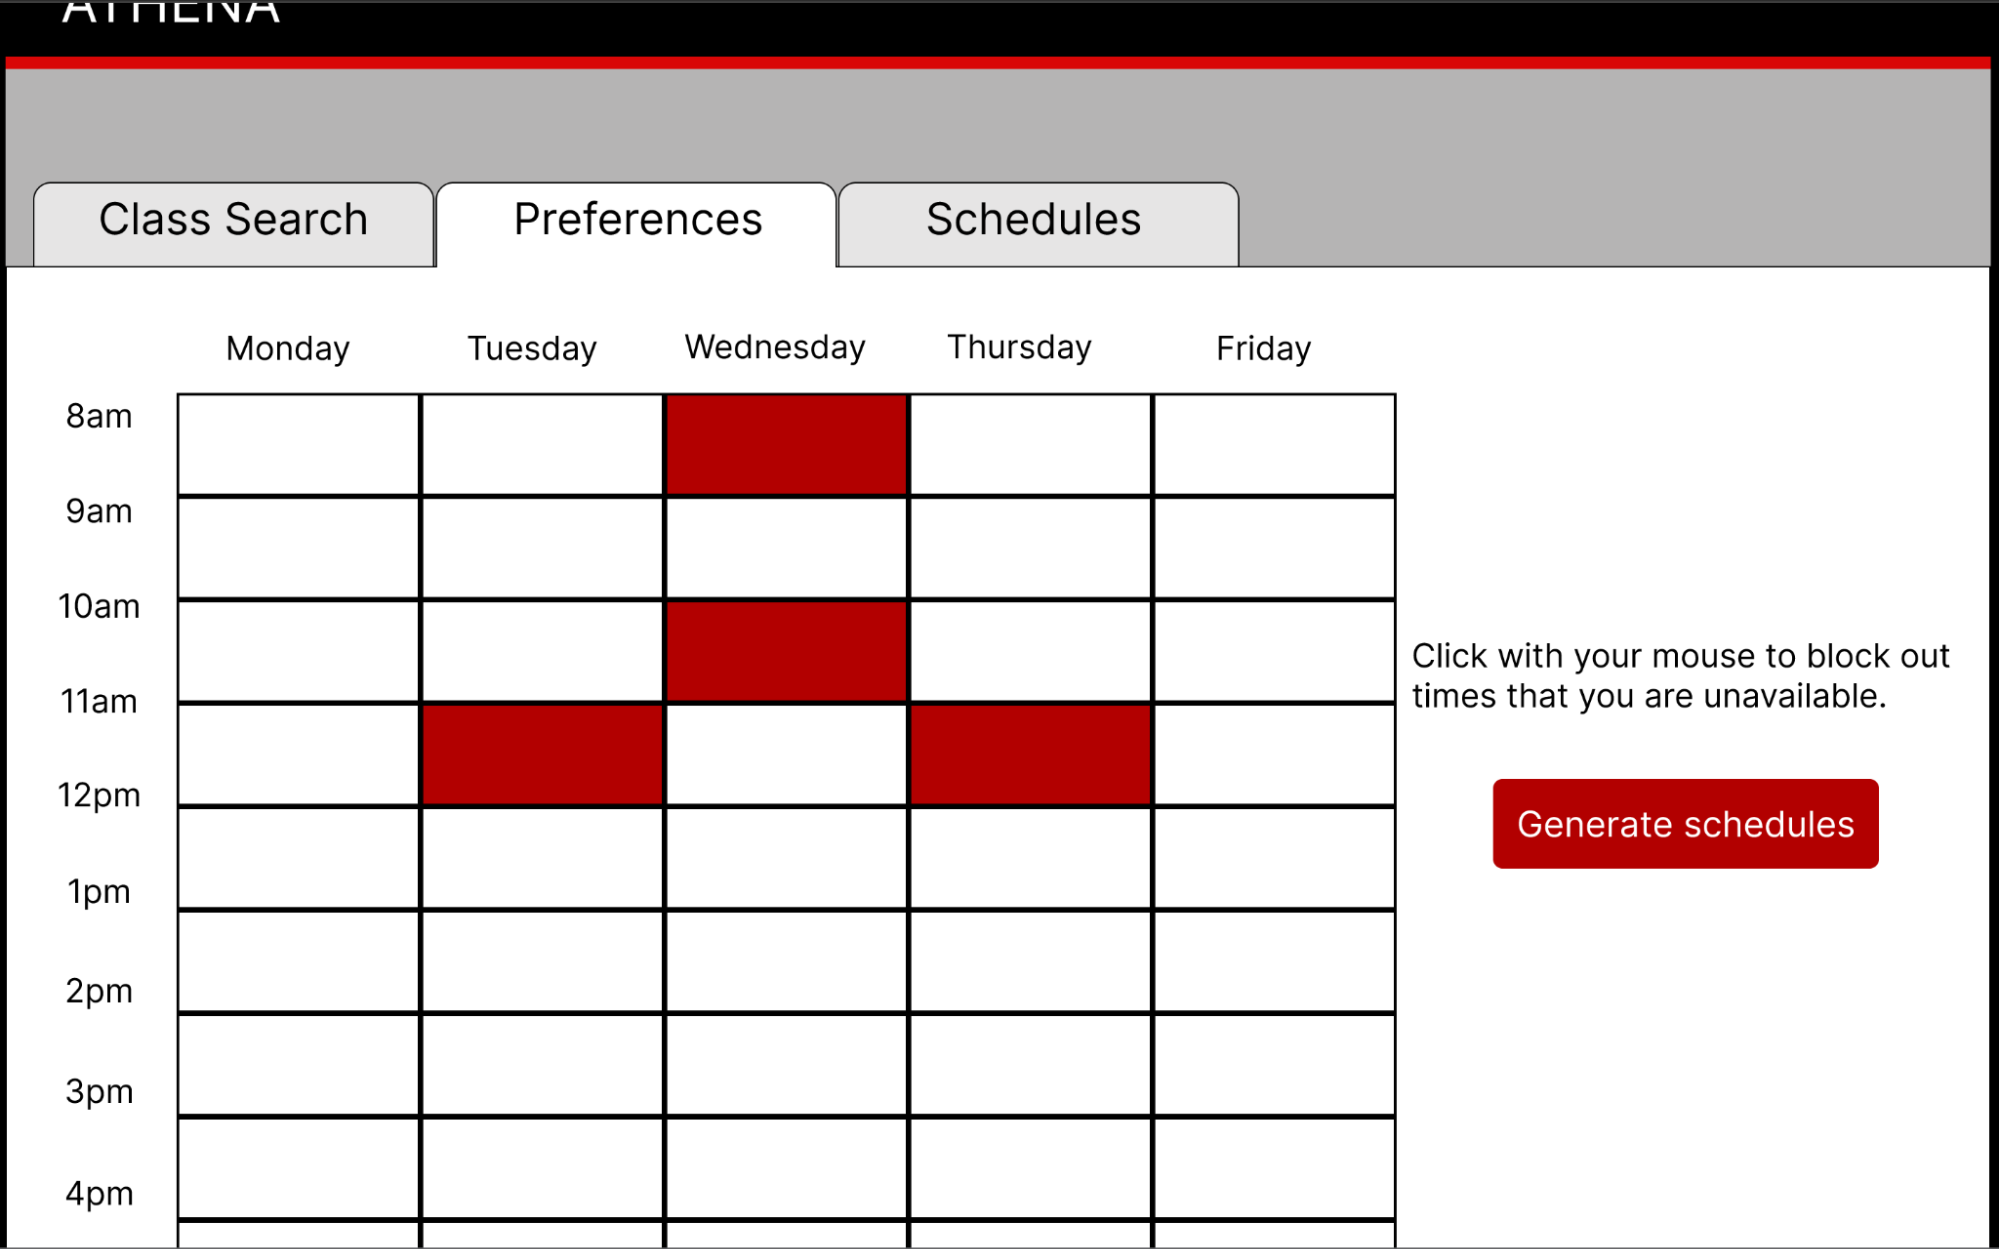 ATHENA
Class Search Preferences Schedules
Monday Tuesday Wednesday Thursday Friday
8am
9am
10am
11am
12pm
1pm
2pm
3pm
4pm
Click with your mouse to block out
times that you are unavailable.
Generate schedules